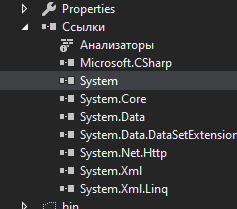 Properties
Ссылки
Анализаторы
Microsoft.CSharp
System
System.Core
System.Data
System.Data.DataSetExtension
System.Net.Http
System.Xml
System.Xml.Linq
bin